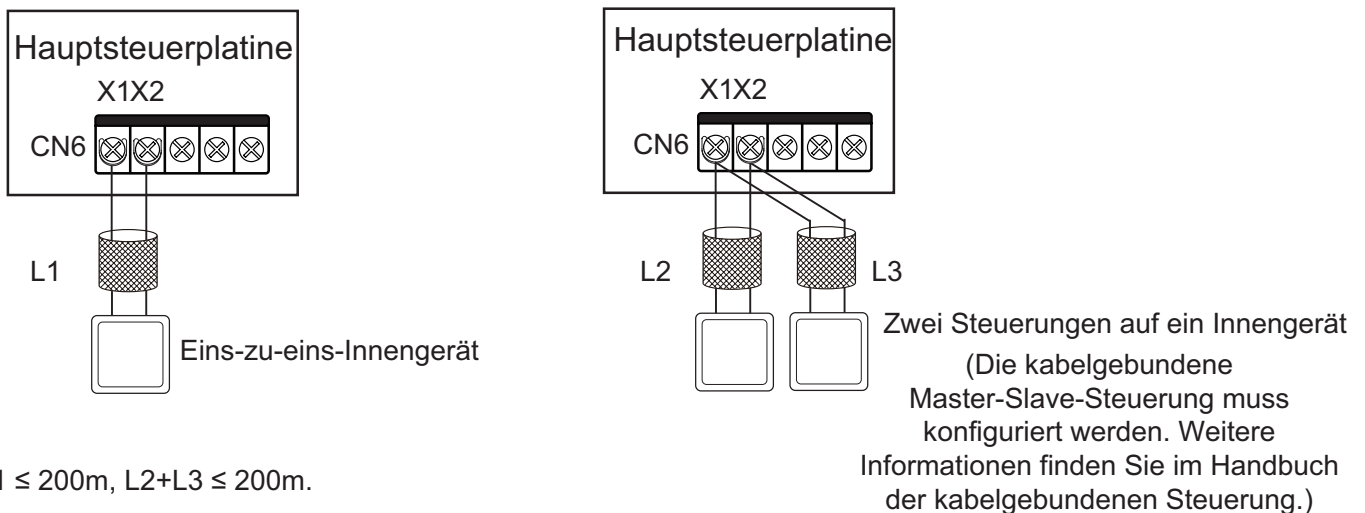 Hauptsteuerplatine
X1X2
CN6
L1
Eins-zu-eins-Innengerät
Hauptsteuerplatine
X1X2
CN6
L2
L3
Zwei Steuerungen auf ein Innengerät
(Die kabelgebundene
Master-Slave-Steuerung muss
konfiguriert werden. Weitere
Informationen finden Sie im Handbuch
der kabelgebundenen Steuerung.)
≤ 200m, L2+L3 ≤ 200m.